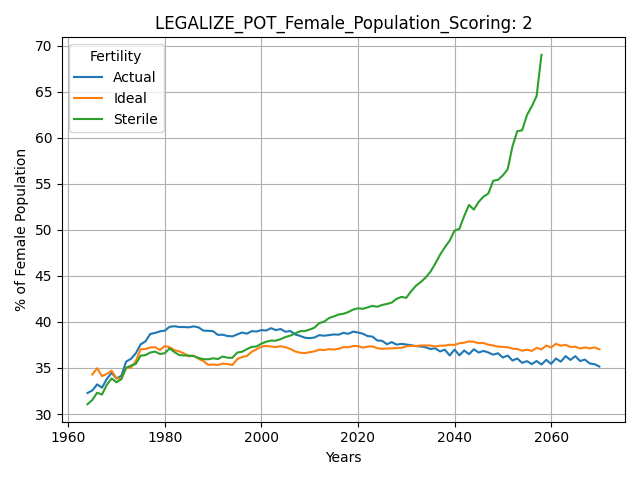 LEGALIZE_POT_Female_Population_Scoring: 2
Fertility
Actual
Ideal
Sterile
% of Female Population
70
65
60
55
50
45
40
35
30
1960
1980
2000
2020
2040
2060
Years